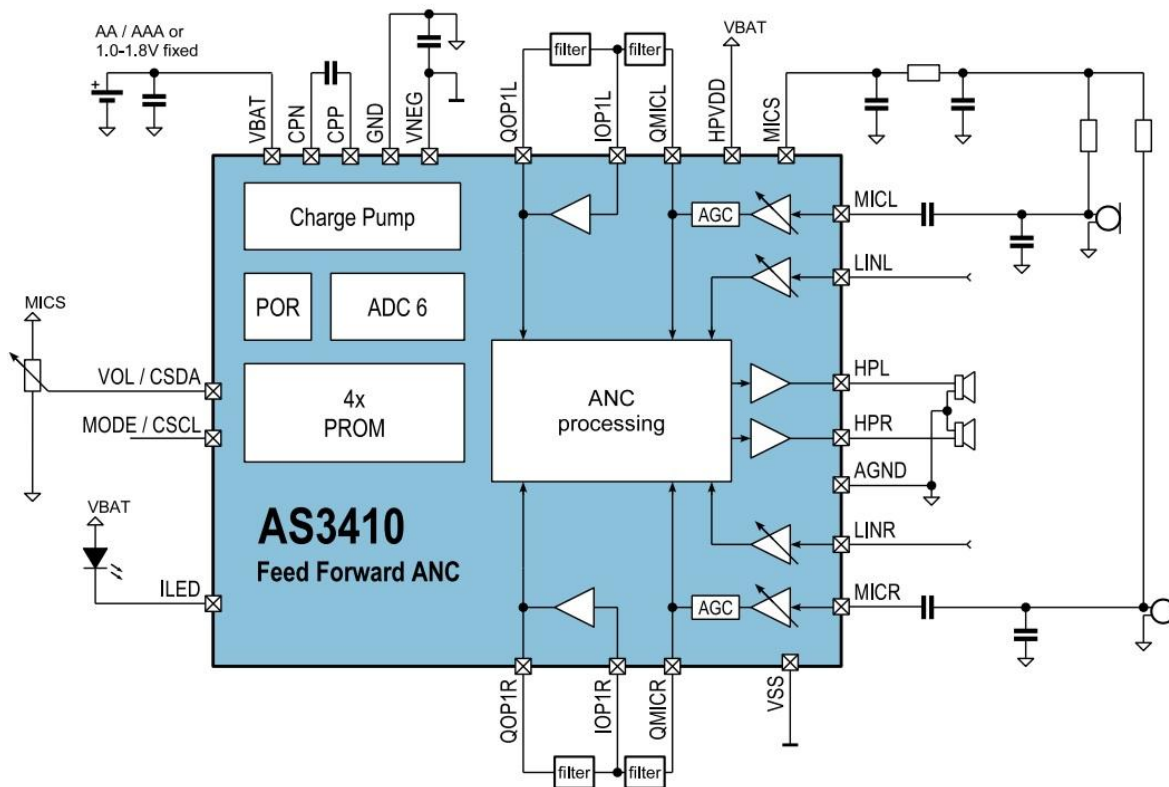 AA / AAA or
1.0-1.8V fixed
VBAT
filter
filter
+
VBAT
CPN
CPP
GND
VNEG
QOP1L
IOP1L
QMICL
HPVDD
MICS
Charge Pump
AGC
MICL
LINL
POR
ADC 6
MICS
VOL / CSDA
MODE / CSCL
4x
PROM
ANC
processing
HPL
HPR
AGND
VBAT
AS3410
Feed Forward ANC
LINR
ILED
AGC
MICR
QOP1R
IOP1R
QMICR
VSS
filter
filter